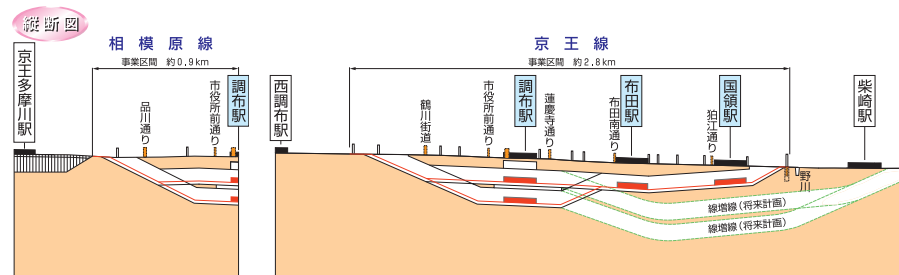 縦断図
相模原線
事業区間 約0.9km
京王多摩川駅
品川通り
市役所前通り
調布駅
京王線
事業区間 約2.8km
西調布駅
鶴川街道
市役所前通り
調布駅
蓮慶寺通り
布田南通り
布田駅
狛江通り
国領駅
野川
柴崎駅
線増線(将来計画)
線増線(将来計画)